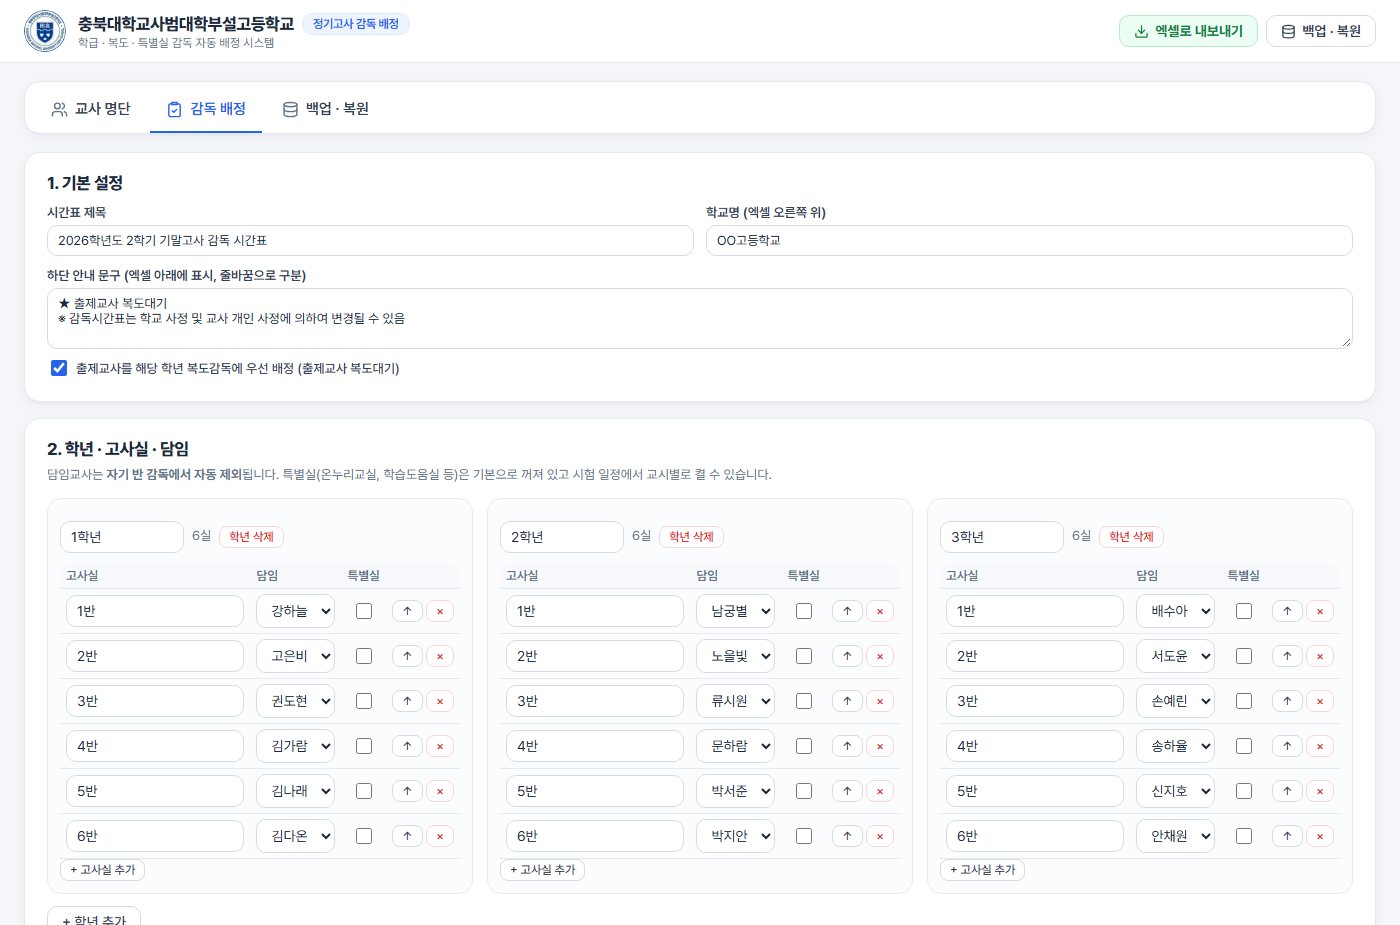 충북대학교사범대학부설고등학교 정기고사 감독 배정
학급 · 복도 · 특별실 감독 자동 배정 시스템
엑셀로 내보내기 백업 · 복원
교사 명단 감독 배정 백업 · 복원
1. 기본 설정
시간표 제목 학교명 (엑셀 오른쪽 위)
2026학년도 2학기 기말고사 감독 시간표 OO고등학교
하단 안내 문구 (엑셀 아래에 표시, 줄바꿈으로 구분)
★ 출제교사 복도대기
※ 감독시간표는 학교 사정 및 교사 개인 사정에 의하여 변경될 수 있음
출제교사를 해당 학년 복도감독에 우선 배정 (출제교사 복도대기)
2. 학년 · 고사실 · 담임
담임교사는 자기 반 감독에서 자동 제외됩니다. 특별실(온누리교실, 학습도움실 등)은 기본으로 꺼져 있고 시험 일정에서 교시별로 켤 수 있습니다.
1학년 6실 학년 삭제
고사실 담임 특별실
1반 강하늘 ↑ ×
2반 고은비 ↑ ×
3반 권도현 ↑ ×
4반 김가람 ↑ ×
5반 김나래 ↑ ×
6반 김다온 ↑ ×
+ 고사실 추가
2학년 6실 학년 삭제
고사실 담임 특별실
1반 남궁별 ↑ ×
2반 노을빛 ↑ ×
3반 류시원 ↑ ×
4반 문하람 ↑ ×
5반 박서준 ↑ ×
6반 박지안 ↑ ×
+ 고사실 추가
3학년 6실 학년 삭제
고사실 담임 특별실
1반 배수아 ↑ ×
2반 서도윤 ↑ ×
3반 손예린 ↑ ×
4반 송하율 ↑ ×
5반 신지호 ↑ ×
6반 안채원 ↑ ×
+ 고사실 추가
+ 학년 추가